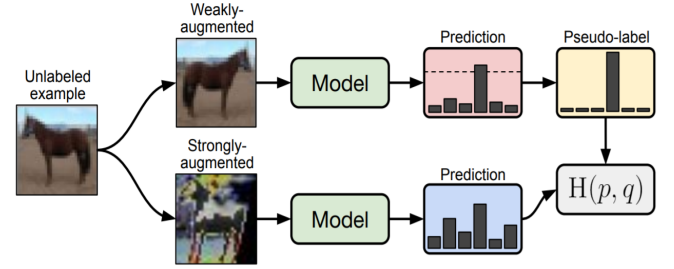 Weakly-
augmented
Prediction
Pseudo-label
Unlabeled
example
Model
Strongly-
augmented
Prediction
Model
H(p, q)